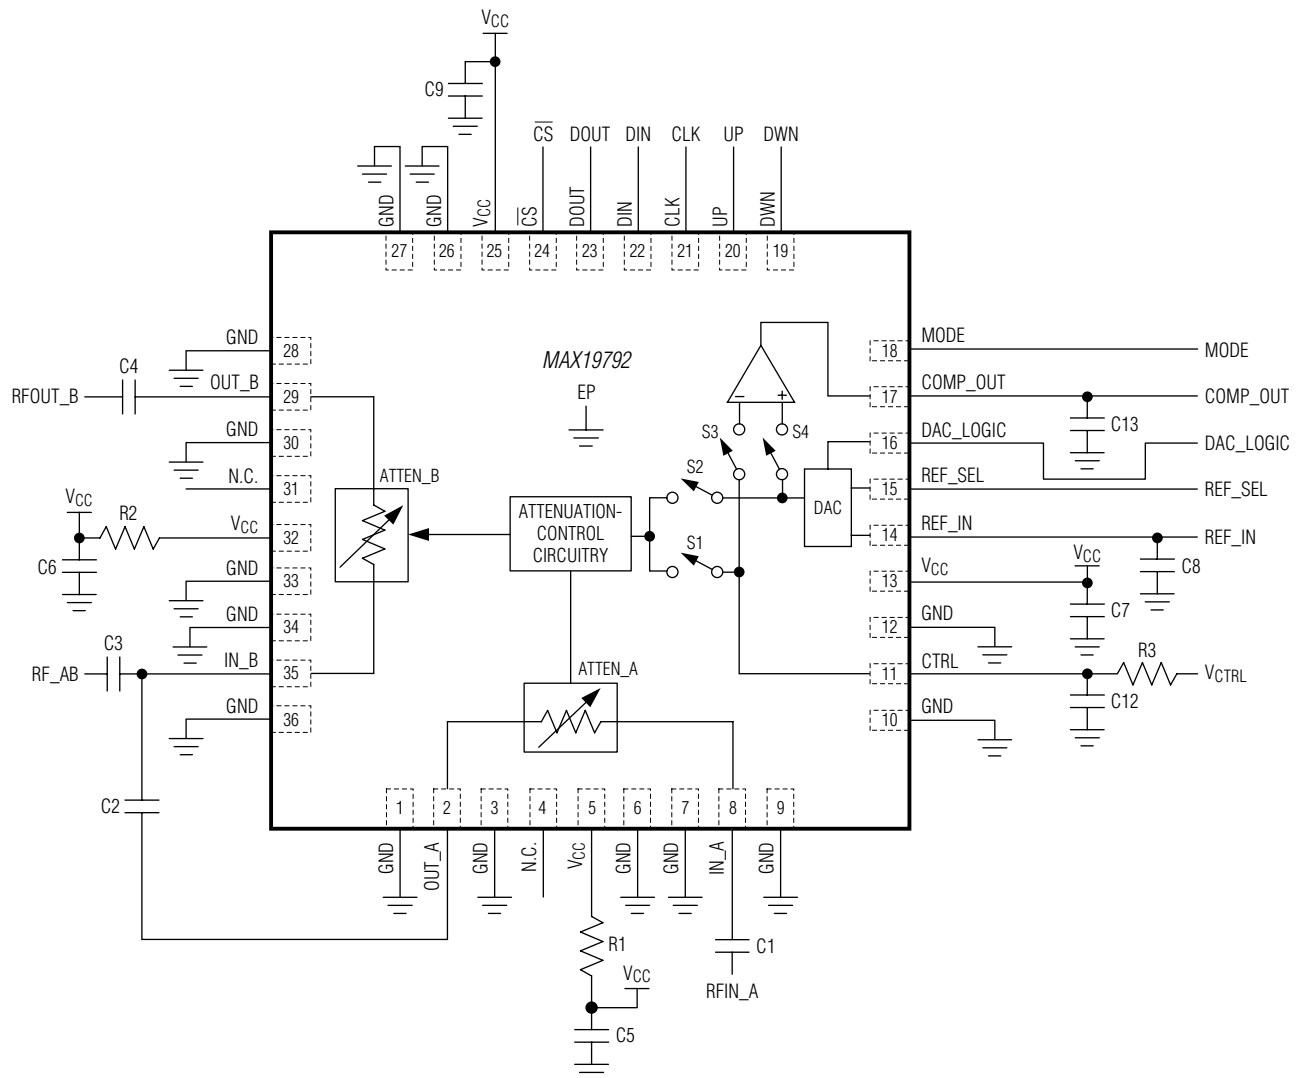 VCC
C9
CS DOUT DIN CLK UP DWN
GND GND VCC CS DOUT DIN CLK UP DWN
27 26 25 24 23 22 21 20 19
GND
28
C4
RFOUT_B
OUT_B
29
GND
30
N.C.
31
VCC
R2
VCC
32
C6
GND
33
GND
34
C3
RF_AB
IN_B
35
GND
36
C2
MAX19792
EP
ATTEN_B
ATTENUATION-
CONTROL
CIRCUITRY
ATTEN_A
S3
S4
S2
S1
− +
DAC
18
MODE
MODE
17
COMP_OUT
COMP_OUT
C13
16
DAC_LOGIC
DAC_LOGIC
15
REF_SEL
REF_SEL
14
REF_IN
REF_IN
C8
13
VCC
VCC
C7
12
GND
11
CTRL
R3
VCTRL
C12
10
GND
1 2 3 4 5 6 7 8 9
GND OUT_A GND N.C. VCC GND GND IN_A GND
R1
C1
RFIN_A
VCC
C5